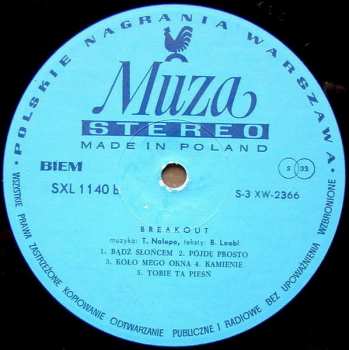 • POLSKIE NAGRANIA WARSZAWA •
Muza
STEREO
MADE IN POLAND
BIEM
S 33
SXL 1140 B
S-3 XW-2366
BREAKOUT
muzyka: T. Nalepa, teksty: B. Loebl
1. BĄDŹ SŁOŃCEM 2. PÓJDĘ PROSTO
3. KOŁO MEGO OKNA 4. KAMIENIE
5. TOBIE TA PIEŚŃ
WSZYSTKIE PRAWA ZASTRZEŻONE KOPIOWANIE ODTWARZANIE PUBLICZNE I RADIOWE BEZ UPOWAŻNIENIA WZBRONIONE